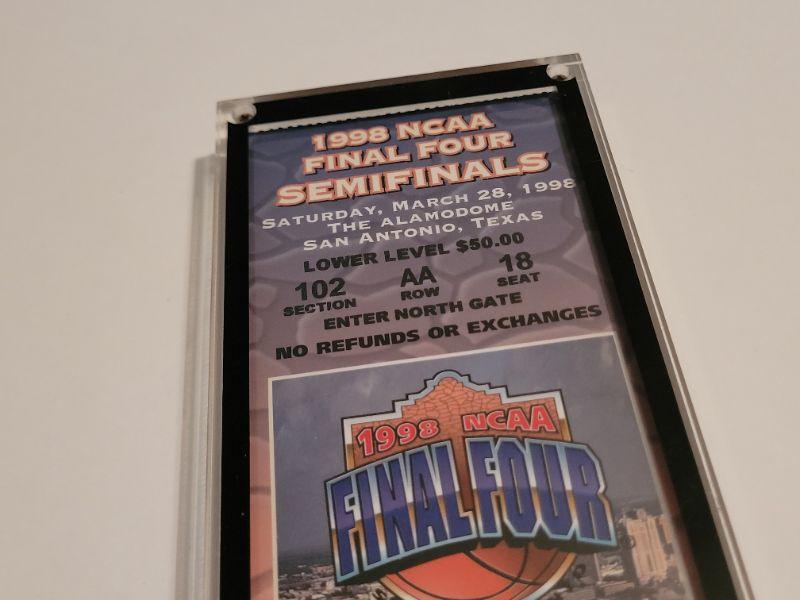 1998 NCAA
FINAL FOUR
SEMIFINALS
SATURDAY, MARCH 28, 1998
THE ALAMODOME
SAN ANTONIO, TEXAS
LOWER LEVEL $50.00
102 AA 18
SECTION ROW SEAT
ENTER NORTH GATE
NO REFUNDS OR EXCHANGES
1998 NCAA
FINAL FOUR